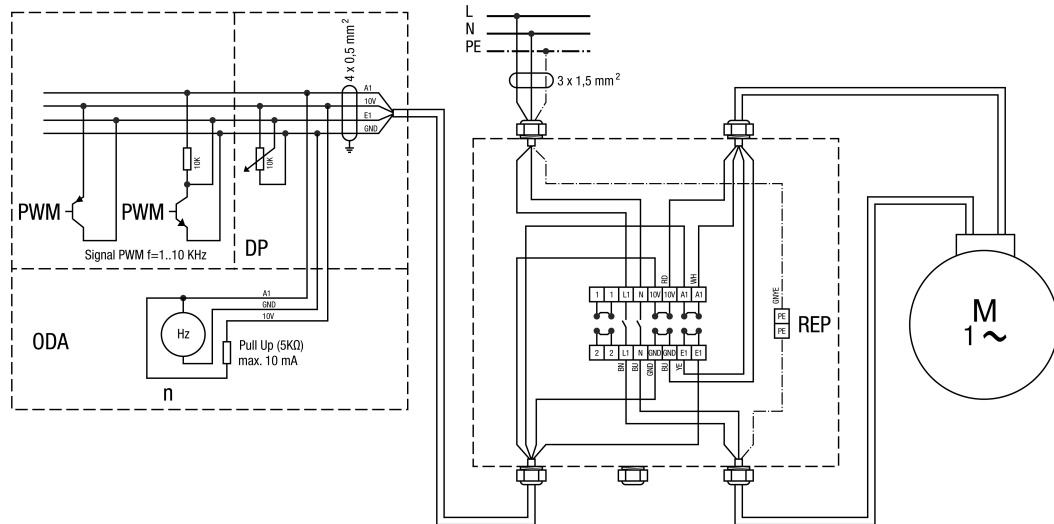 L
N
PE
3 x 1,5 mm²
4 x 0,5 mm²
A1
10V
E1
GND
10K
10K
PWM
PWM
Signal PWM f=1..10 KHz
DP
ODA
A1
GND
10V
Hz
Pull Up (5KΩ)
max. 10 mA
n
RD
WH
GNYE
1 1 L1 N 10V 10V A1 A1
2 2 L1 N GND GND E1 E1
BN
BU
GND
BU
YE
PE
PE
REP
M
1 ~